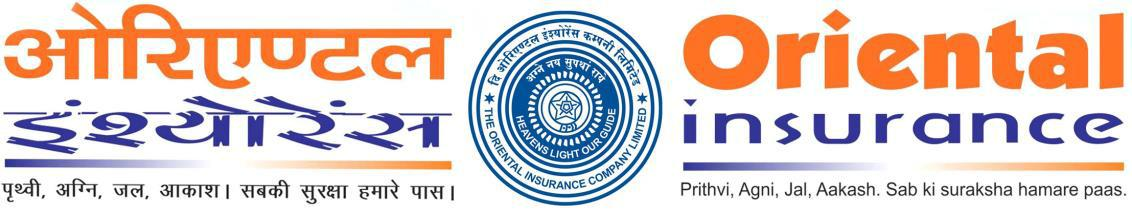 ओरिएण्टल
इंश्योरेंस
पृथ्वी, अग्नि, जल, आकाश। सबकी सुरक्षा हमारे पास।
दि ओरिएण्टल इंश्योरेंस कम्पनी लिमिटेड
अग्ने नय सुपथा राये
HEAVENS LIGHT OUR GUIDE
THE ORIENTAL INSURANCE COMPANY LIMITED
Oriental
insurance
Prithvi, Agni, Jal, Aakash. Sab ki suraksha hamare paas.